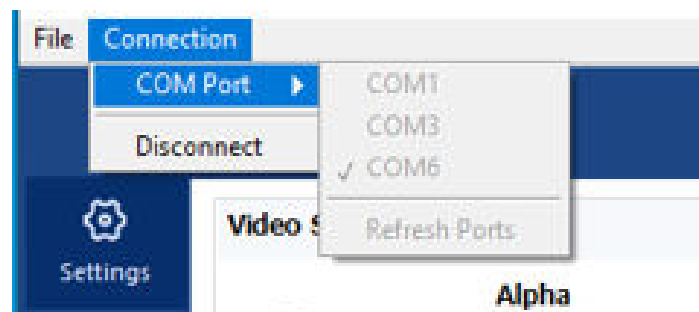 File Connection
COM Port COM1
COM3
Disconnect
✓ COM6
Video
Refresh Ports
Settings
Alpha